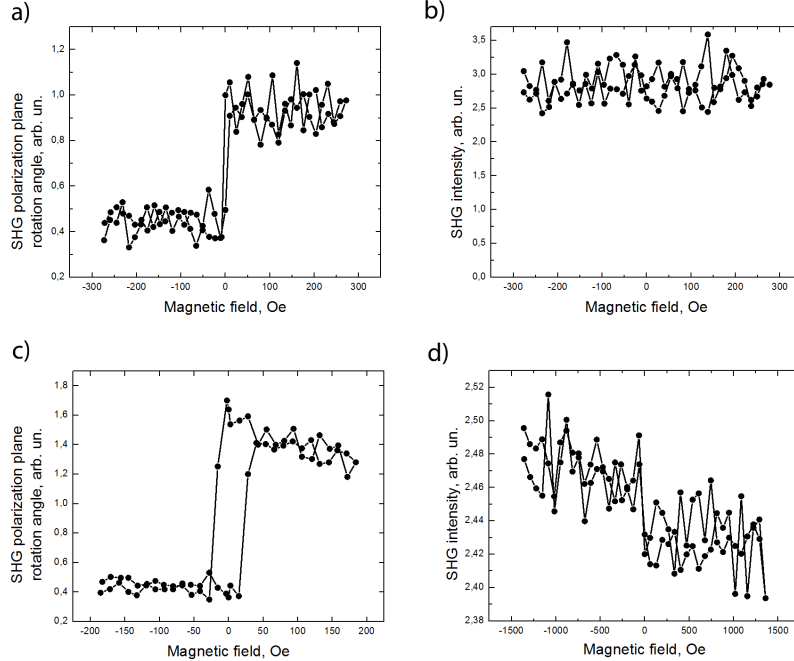 a)
SHG polarization plane
rotation angle, arb. un.
1,2
1,0
0,8
0,6
0,4
0,2
-300 -200 -100 0 100 200 300
Magnetic field, Oe
b)
SHG intensity, arb. un.
3,5
3,0
2,5
2,0
1,5
1,0
0,5
0,0
-300 -200 -100 0 100 200 300
Magnetic field, Oe
c)
SHG polarization plane
rotation angle, arb. un.
1,8
1,6
1,4
1,2
1,0
0,8
0,6
0,4
0,2
-200 -150 -100 -50 0 50 100 150 200
Magnetic field, Oe
d)
SHG intensity, arb. un.
2,52
2,50
2,48
2,46
2,44
2,42
2,40
2,38
-1500 -1000 -500 0 500 1000 1500
Magnetic field, Oe